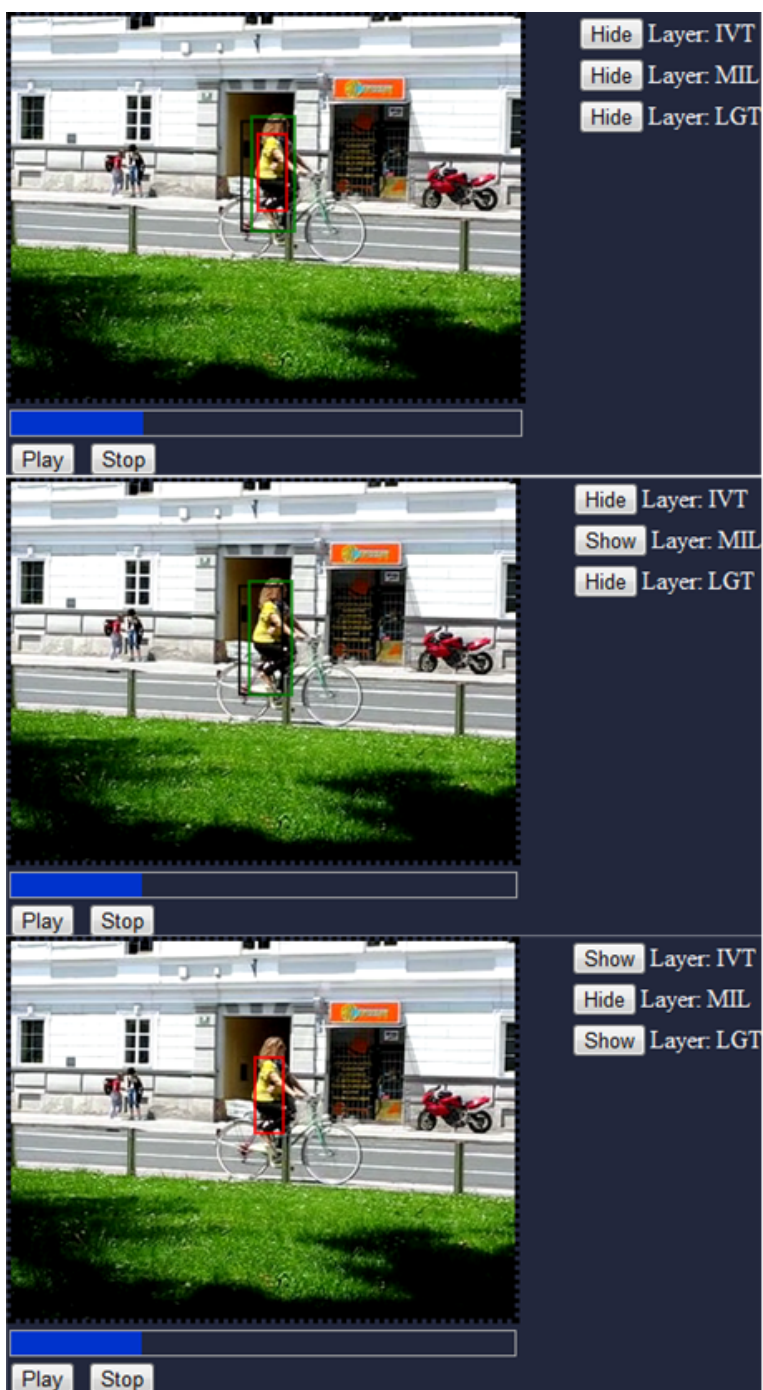 Hide Layer: IVT
Hide Layer: MIL
Hide Layer: LGT
Play Stop
Hide Layer: IVT
Show Layer: MIL
Hide Layer: LGT
Play Stop
Show Layer: IVT
Hide Layer: MIL
Show Layer: LGT
Play Stop